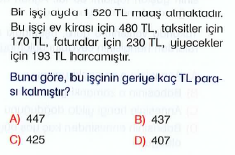 Bir işçi ayda 1 520 TL maaş almaktadır.
Bu işçi ev kirası için 480 TL, taksitler için
170 TL, faturalar için 230 TL, yiyecekler
için 193 TL harcamıştır.
Buna göre, bu işçinin geriye kaç TL para-
sı kalmıştır?
A) 447 B) 437
C) 425 D) 407